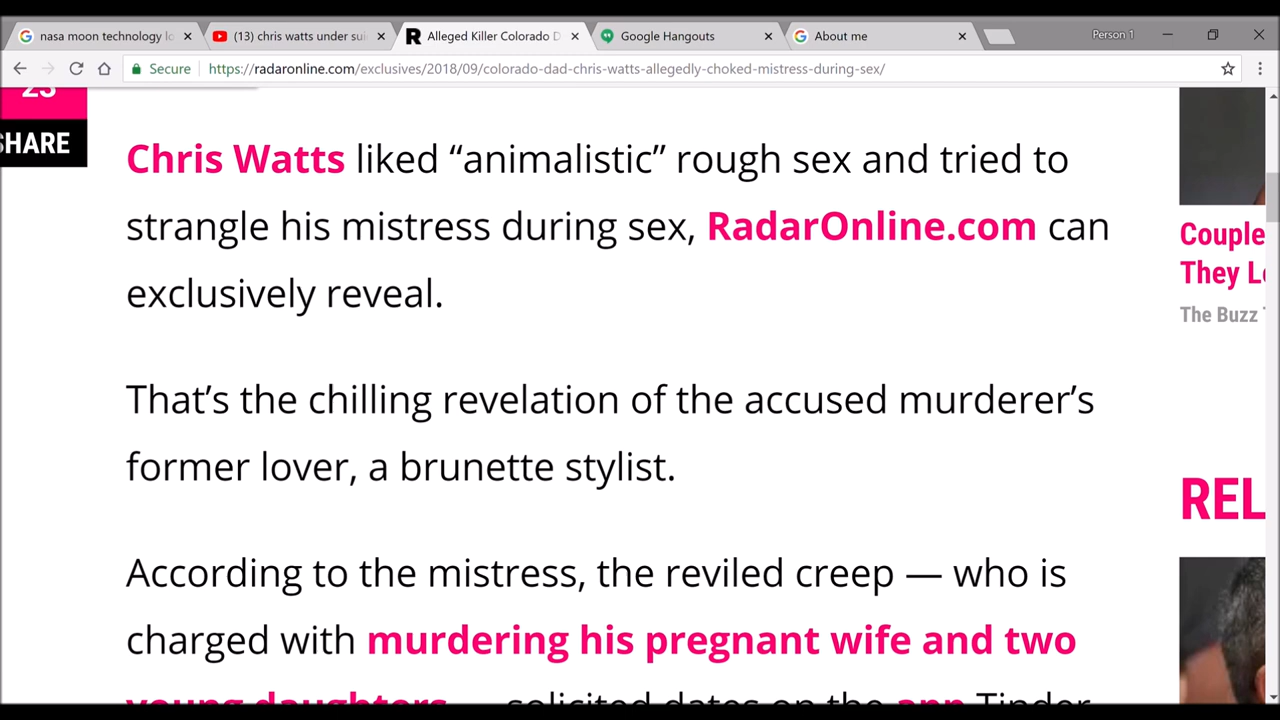 nasa moon technology lo
(13) chris watts under sui
Alleged Killer Colorado D
Google Hangouts
About me
Person 1
Secure
https://radaronline.com/exclusives/2018/09/colorado-dad-chris-watts-allegedly-choked-mistress-during-sex/
23
SHARE
Chris Watts liked “animalistic” rough sex and tried to
strangle his mistress during sex, RadarOnline.com can
exclusively reveal.
That’s the chilling revelation of the accused murderer’s
former lover, a brunette stylist.
According to the mistress, the reviled creep — who is
charged with murdering his pregnant wife and two
young daughters — solicited dates on the app Tinder
Couple
They L
The Buzz
REL